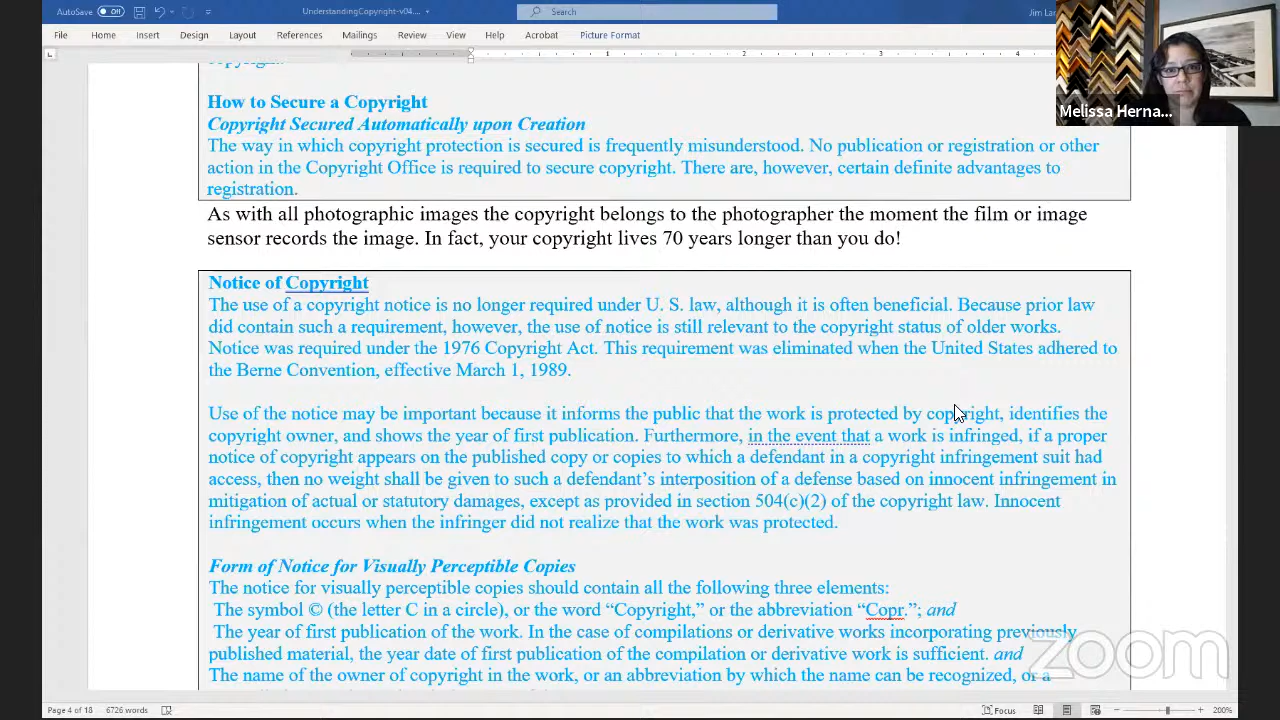 AutoSave Off UnderstandingCopyright-v04... Search Jim Lar
File Home Insert Design Layout References Mailings Review View Help Acrobat Picture Format
1 2 3 4
Melissa Herna...
copyright.
How to Secure a Copyright
Copyright Secured Automatically upon Creation
The way in which copyright protection is secured is frequently misunderstood. No publication or registration or other
action in the Copyright Office is required to secure copyright. There are, however, certain definite advantages to
registration.
As with all photographic images the copyright belongs to the photographer the moment the film or image
sensor records the image. In fact, your copyright lives 70 years longer than you do!
Notice of Copyright
The use of a copyright notice is no longer required under U. S. law, although it is often beneficial. Because prior law
did contain such a requirement, however, the use of notice is still relevant to the copyright status of older works.
Notice was required under the 1976 Copyright Act. This requirement was eliminated when the United States adhered to
the Berne Convention, effective March 1, 1989.
Use of the notice may be important because it informs the public that the work is protected by copyright, identifies the
copyright owner, and shows the year of first publication. Furthermore, in the event that a work is infringed, if a proper
notice of copyright appears on the published copy or copies to which a defendant in a copyright infringement suit had
access, then no weight shall be given to such a defendant’s interposition of a defense based on innocent infringement in
mitigation of actual or statutory damages, except as provided in section 504(c)(2) of the copyright law. Innocent
infringement occurs when the infringer did not realize that the work was protected.
Form of Notice for Visually Perceptible Copies
The notice for visually perceptible copies should contain all the following three elements:
The symbol © (the letter C in a circle), or the word “Copyright,” or the abbreviation “Copr.”; and
The year of first publication of the work. In the case of compilations or derivative works incorporating previously
published material, the year date of first publication of the compilation or derivative work is sufficient. and
The name of the owner of copyright in the work, or an abbreviation by which the name can be recognized, or a
zoom
Page 4 of 18 6726 words Focus 200%